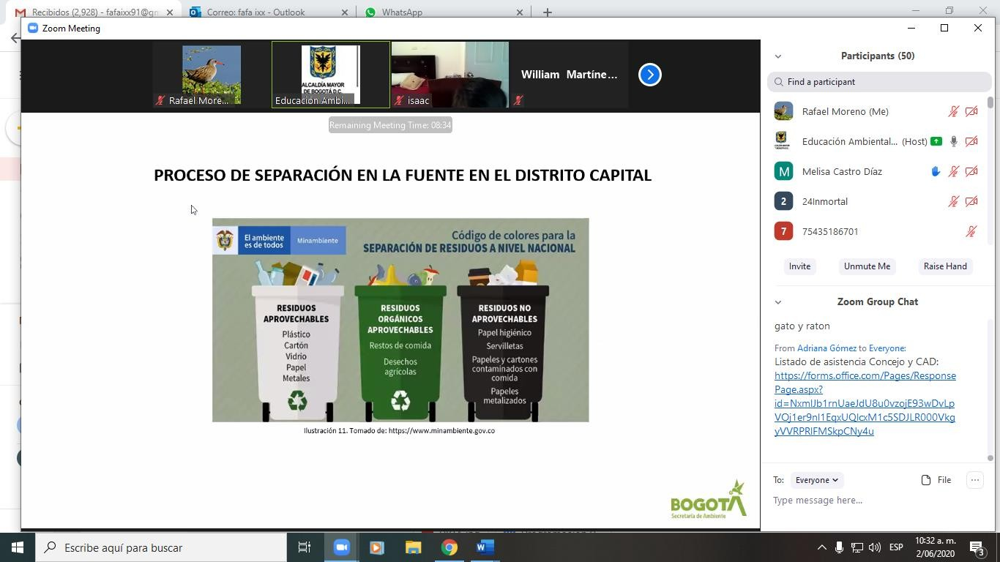 Recibidos (2,928) - fafaixx91@gm
Correo: fafa ixx - Outlook
WhatsApp
Zoom Meeting
ALCALDÍA MAYOR
DE BOGOTÁ D.C.
Rafael More...
Educación Ambi...
isaac
William Martíne...
Remaining Meeting Time: 08:34
PROCESO DE SEPARACIÓN EN LA FUENTE EN EL DISTRITO CAPITAL
El ambiente
es de todos
Minambiente
Código de colores para la
SEPARACIÓN DE RESIDUOS A NIVEL NACIONAL
RESIDUOS
APROVECHABLES
Plástico
Cartón
Vidrio
Papel
Metales
RESIDUOS
ORGÁNICOS
APROVECHABLES
Restos de comida
Desechos
agrícolas
RESIDUOS NO
APROVECHABLES
Papel higiénico
Servilletas
Papeles y cartones
contaminados con
comida
Papeles
metalizados
Ilustración 11. Tomado de: https://www.minambiente.gov.co
BOGOTÁ
Secretaría de Ambiente
Participants (50)
Find a participant
Rafael Moreno (Me)
Educación Ambiental... (Host)
M Melisa Castro Díaz
2 24Inmortal
7 75435186701
Invite Unmute Me Raise Hand
Zoom Group Chat
gato y raton
From Adriana Gómez to Everyone:
Listado de asistencia Concejo y CAD:
https://forms.office.com/Pages/Response
Page.aspx?
id=NxmlJb1rnUaeJdU8u0vzojE93wDvLp
VOj1er9nI1EqxUQlcxM1c5SDJLR000Vkg
yVVRPRlFMSkpCNy4u
To: Everyone File
Type message here...
Escribe aquí para buscar
ESP
10:32 a. m.
2/06/2020
3